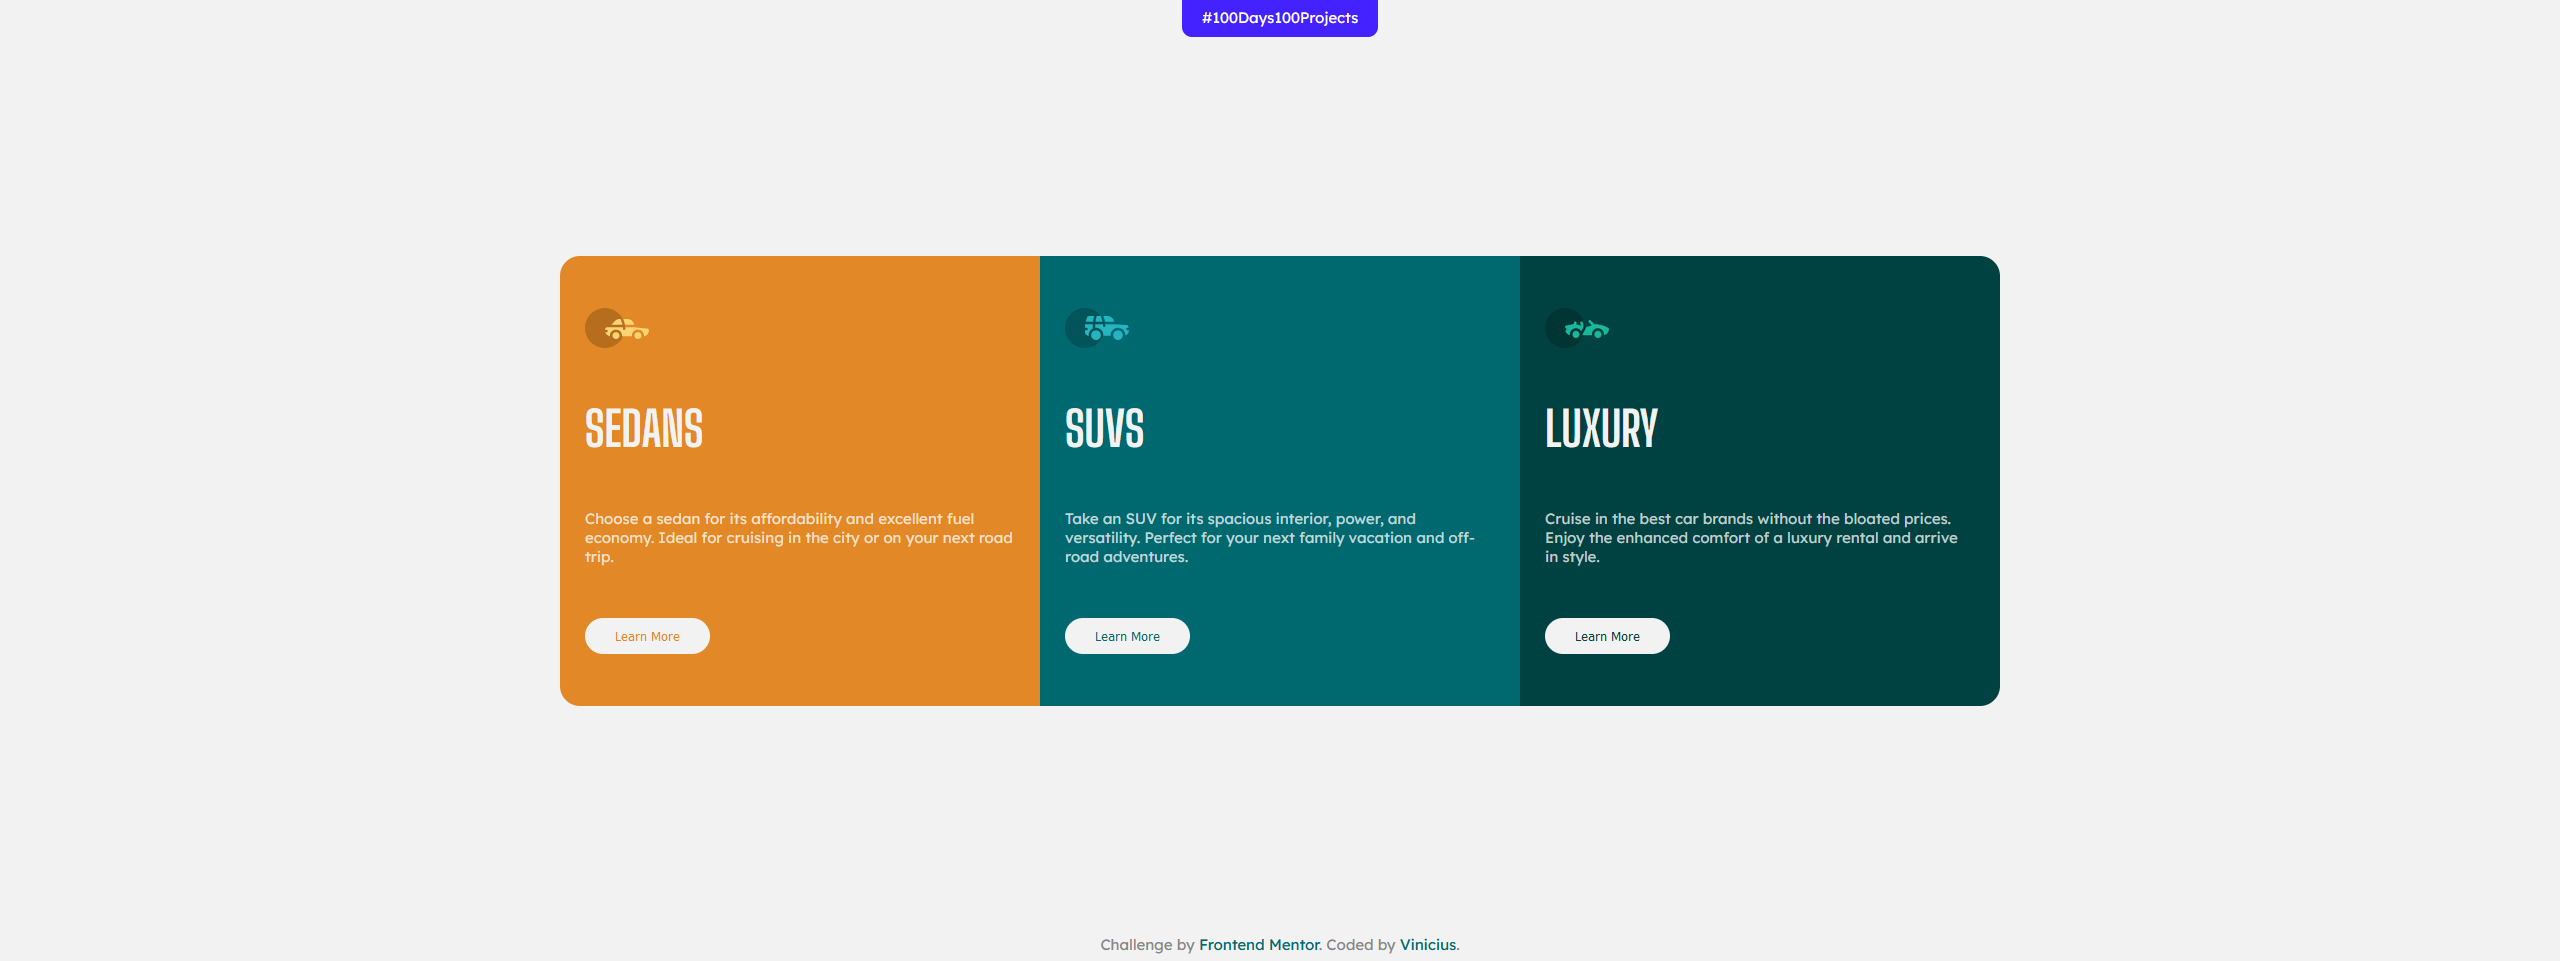 #100Days100Projects
SEDANS
Choose a sedan for its affordability and excellent fuel
economy. Ideal for cruising in the city or on your next road
trip.
Learn More
SUVS
Take an SUV for its spacious interior, power, and
versatility. Perfect for your next family vacation and off-
road adventures.
Learn More
LUXURY
Cruise in the best car brands without the bloated prices.
Enjoy the enhanced comfort of a luxury rental and arrive
in style.
Learn More
Challenge by Frontend Mentor. Coded by Vinicius.